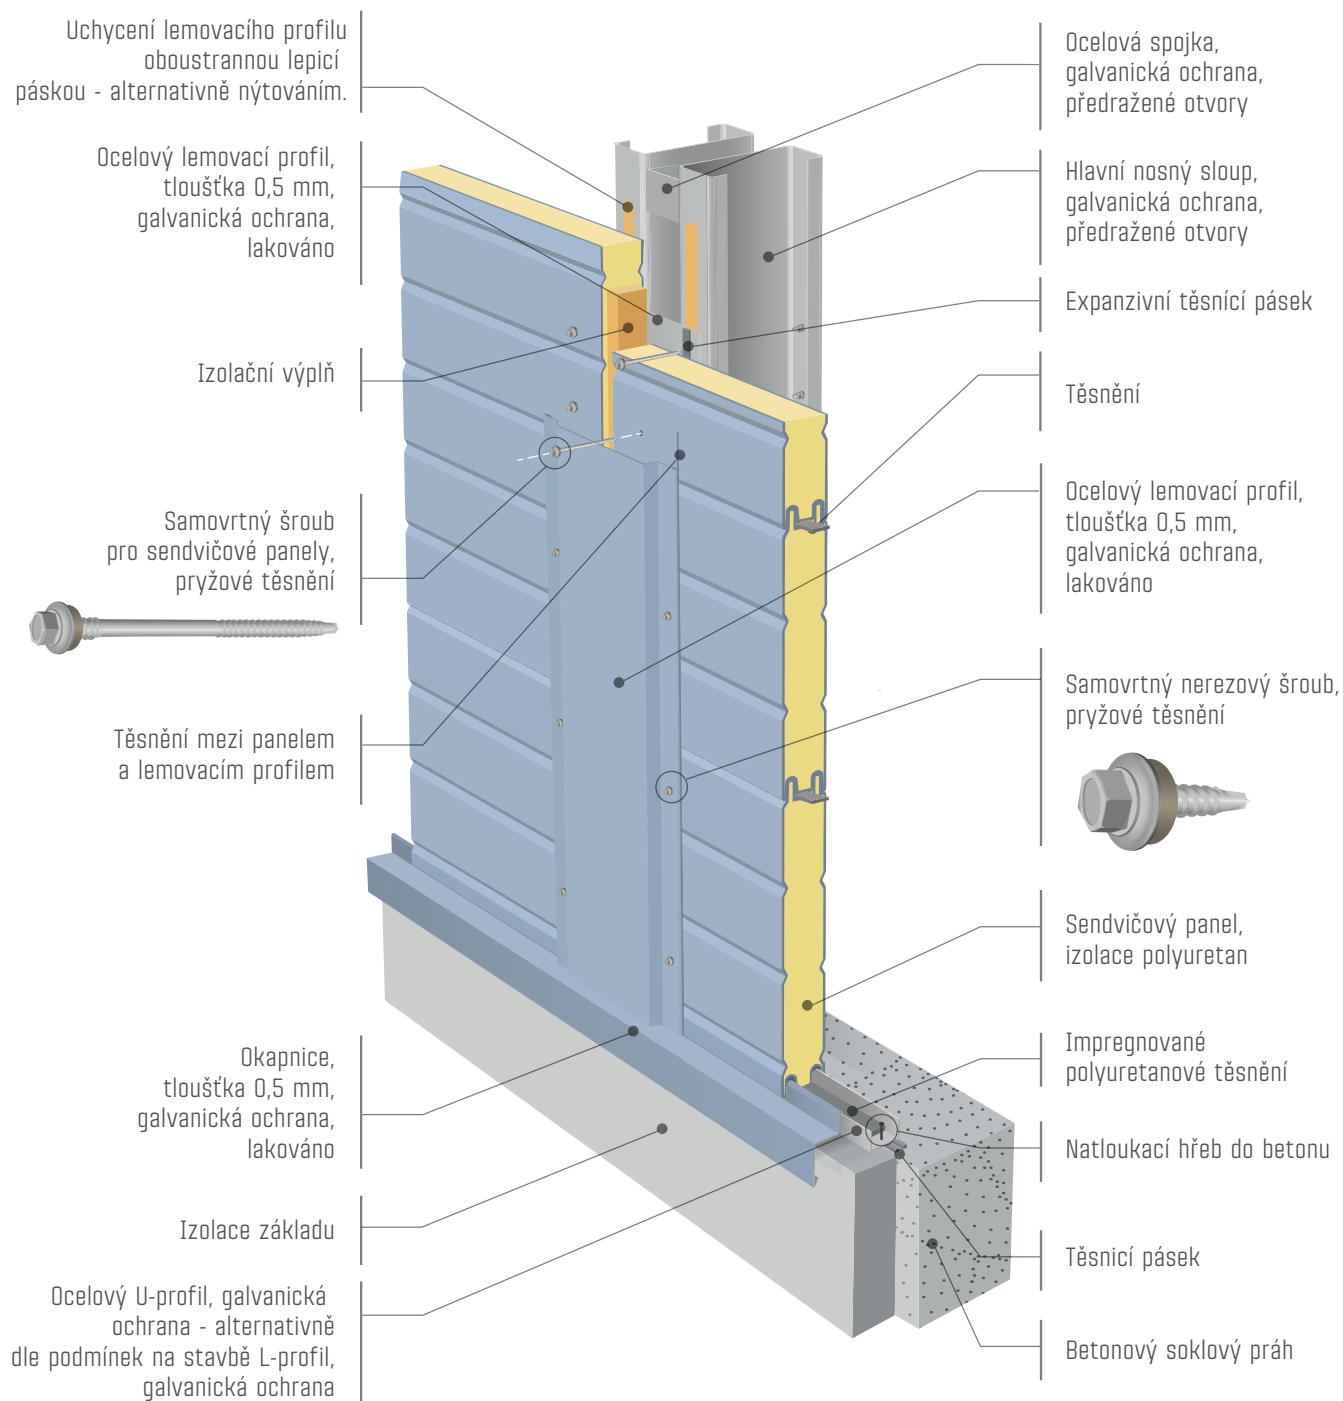 Uchycení lemovacího profilu
oboustrannou lepicí
páskou - alternativně nýtováním.
Ocelový lemovací profil,
tloušťka 0,5 mm,
galvanická ochrana,
lakováno
Izolační výplň
Samovrtný šroub
pro sendvičové panely,
pryžové těsnění
Těsnění mezi panelem
a lemovacím profilem
Okapnice,
tloušťka 0,5 mm,
galvanická ochrana,
lakováno
Izolace základu
Ocelový U-profil, galvanická
ochrana - alternativně
dle podmínek na stavbě L-profil,
galvanická ochrana
Ocelová spojka,
galvanická ochrana,
předražené otvory
Hlavní nosný sloup,
galvanická ochrana,
předražené otvory
Expanzivní těsnící pásek
Těsnění
Ocelový lemovací profil,
tloušťka 0,5 mm,
galvanická ochrana,
lakováno
Samovrtný nerezový šroub,
pryžové těsnění
Sendvičový panel,
izolace polyuretan
Impregnované
polyuretanové těsnění
Natloukací hřeb do betonu
Těsnicí pásek
Betonový soklový práh